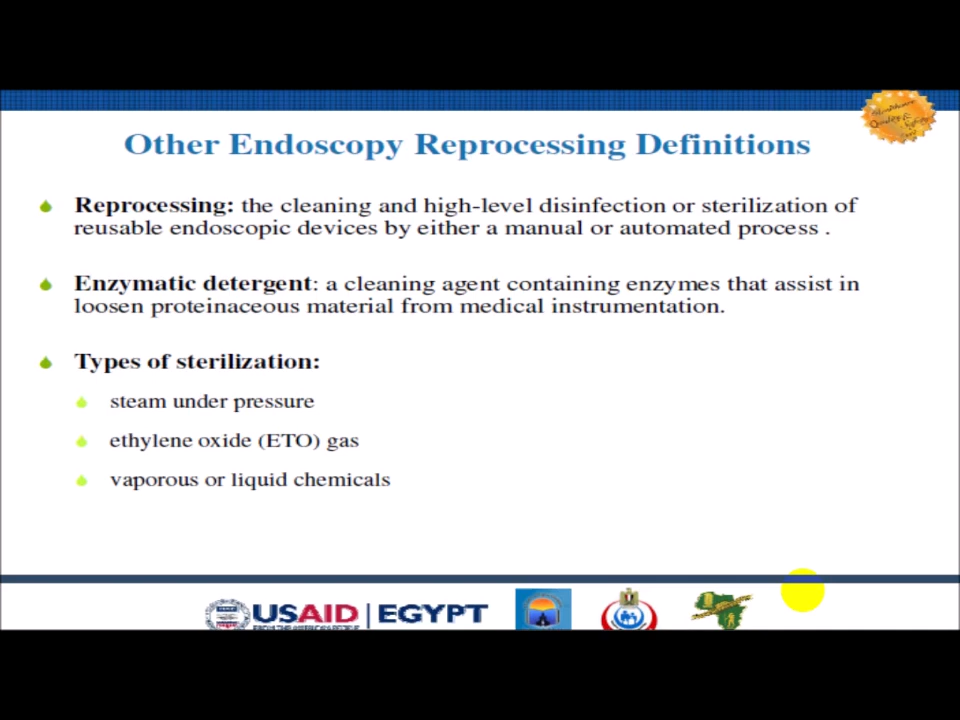 Other Endoscopy Reprocessing Definitions
Reprocessing: the cleaning and high-level disinfection or sterilization of
reusable endoscopic devices by either a manual or automated process .
Enzymatic detergent: a cleaning agent containing enzymes that assist in
loosen proteinaceous material from medical instrumentation.
Types of sterilization:
steam under pressure
ethylene oxide (ETO) gas
vaporous or liquid chemicals
USAID | EGYPT